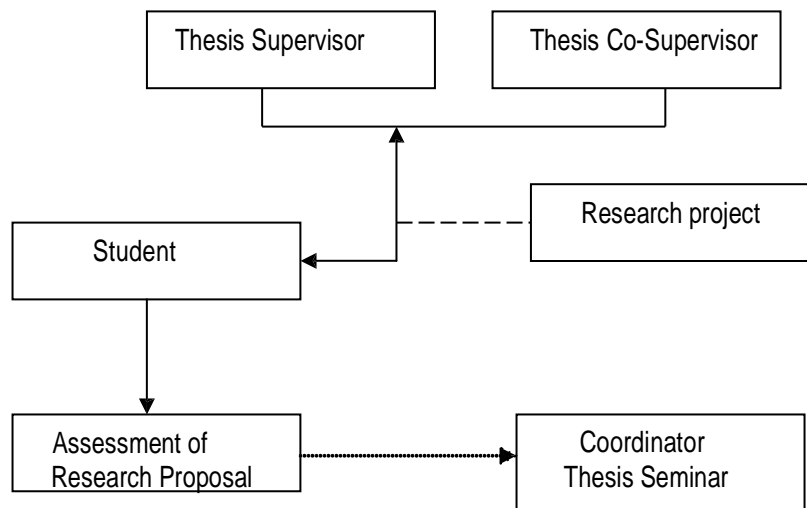 Thesis Supervisor
Thesis Co-Supervisor
Research project
Student
Assessment of
Research Proposal
Coordinator
Thesis Seminar